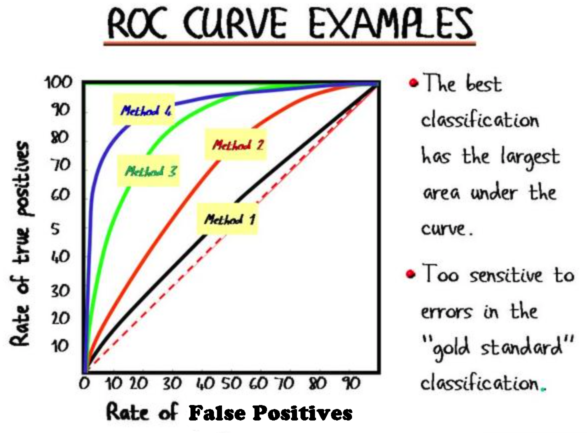 ROC CURVE EXAMPLES
Rate of true positives
100
90
80
70
60
5
40
30
20
10
Method 4
Method 3
Method 2
Method 1
0 10 20 30 40 50 60 70 80 90
Rate of False Positives
• The best
classification
has the largest
area under the
curve.
• Too sensitive to
errors in the
"gold standard"
classification.